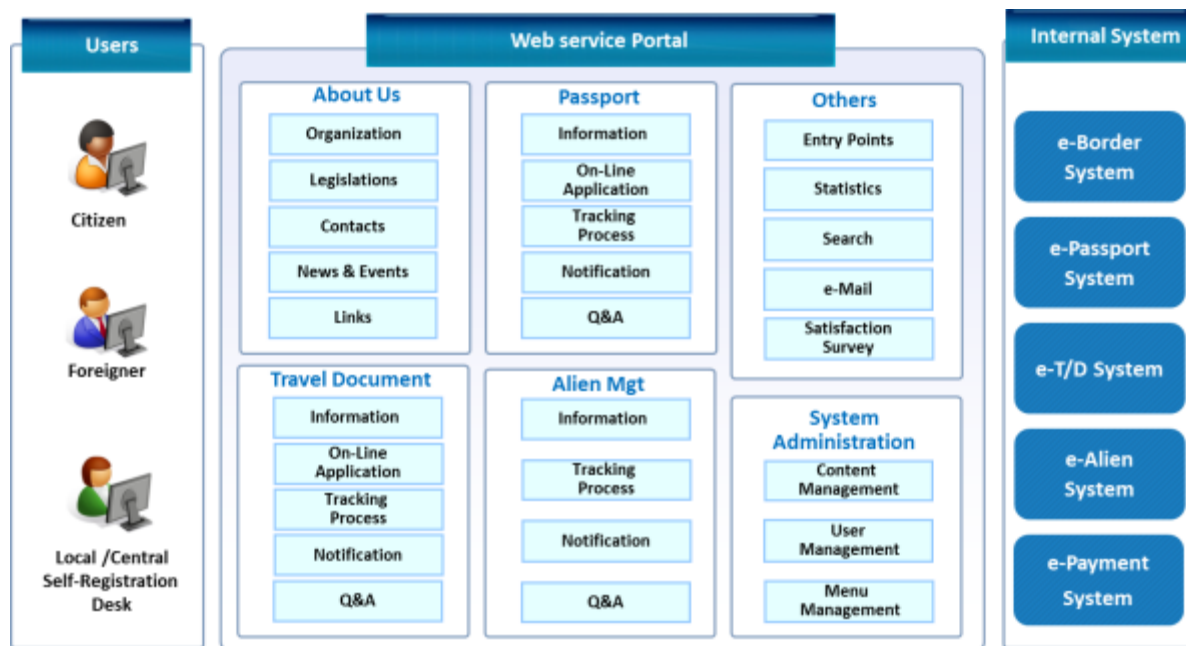 Users
Citizen
Foreigner
Local /Central
Self-Registration
Desk
Web service Portal
About Us
Organization
Legislations
Contacts
News & Events
Links
Passport
Information
On-Line
Application
Tracking
Process
Notification
Q&A
Others
Entry Points
Statistics
Search
e-Mail
Satisfaction
Survey
Travel Document
Information
On-Line
Application
Tracking
Process
Notification
Q&A
Alien Mgt
Information
Tracking
Process
Notification
Q&A
System
Administration
Content
Management
User
Management
Menu
Management
Internal System
e-Border
System
e-Passport
System
e-T/D System
e-Alien
System
e-Payment
System